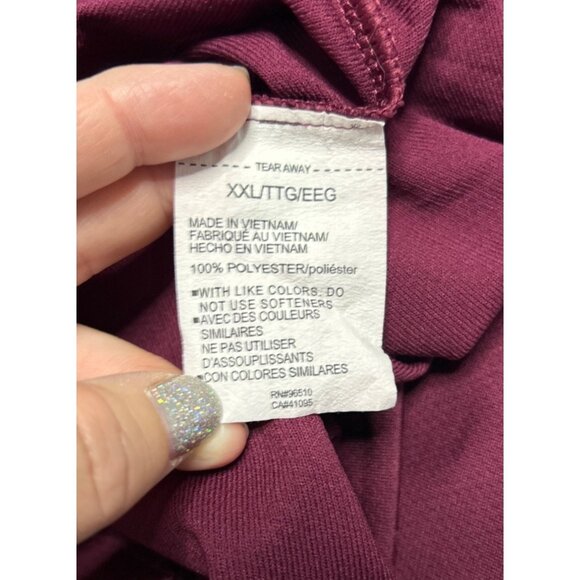 TEAR AWAY
XXL/TTG/EEG
MADE IN VIETNAM/
FABRIQUÉ AU VIETNAM/
HECHO EN VIETNAM
100% POLYESTER/poliéster
■WITH LIKE COLORS. DO
NOT USE SOFTENERS
■AVEC DES COULEURS
SIMILAIRES
NE PAS UTILISER
D'ASSOUPLISSANTS
■CON COLORES SIMILARES
RN#96510
CA#41095